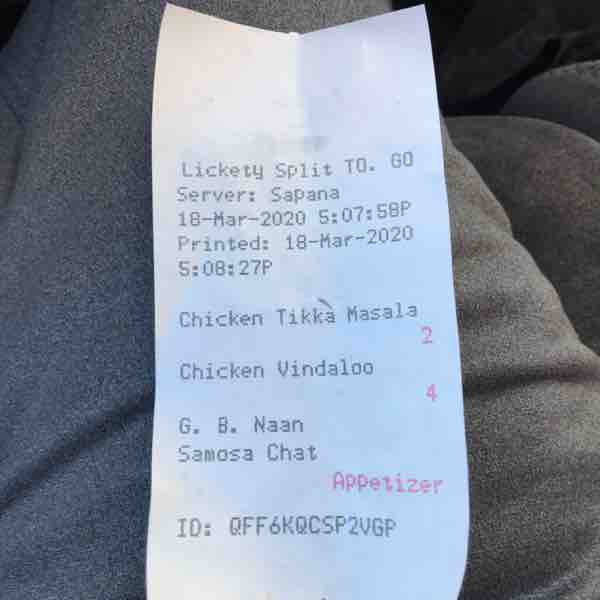 Lickety Split TO. GO
Server: Sapana
18-Mar-2020 5:07:58P
Printed: 18-Mar-2020
5:08:27P
Chicken Tikka Masala
2
Chicken Vindaloo
4
G. B. Naan
Samosa Chat
Appetizer
ID: QFF6KQCSP2VGP